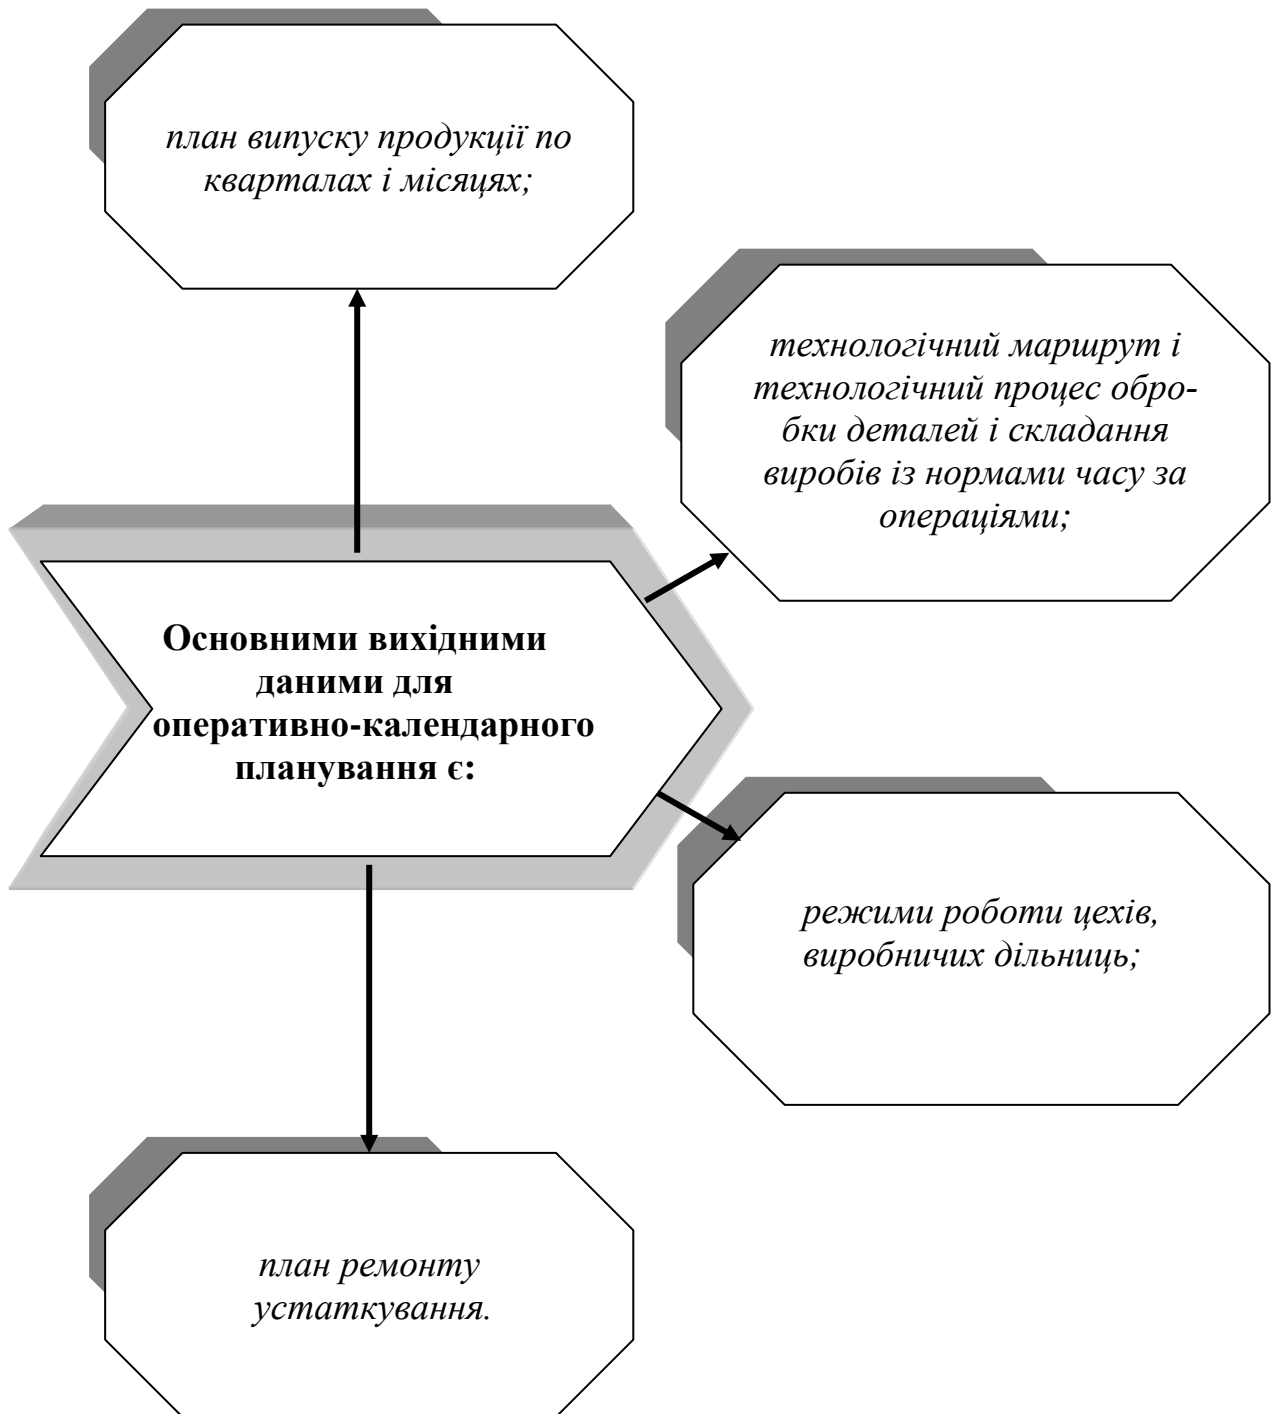 план випуску продукції по
кварталах і місяцях;
технологічний маршрут і
технологічний процес обро-
бки деталей і складання
виробів із нормами часу за
операціями;
Основними вихідними
даними для
оперативно-календарного
планування є:
режими роботи цехів,
виробничих дільниць;
план ремонту
устаткування.